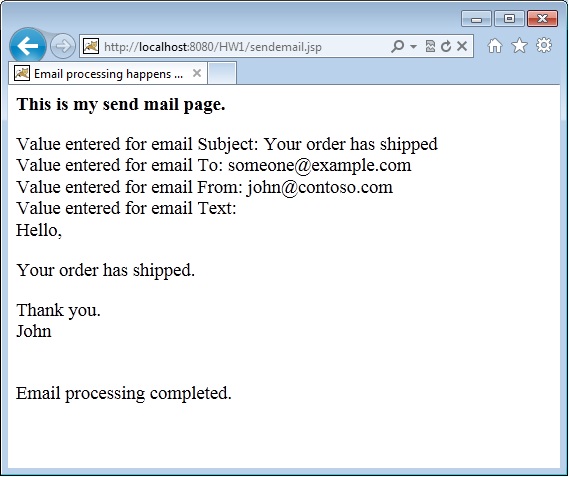 http://localhost:8080/HW1/sendemail.jsp
Email processing happens ...
This is my send mail page.
Value entered for email Subject: Your order has shipped
Value entered for email To: someone@example.com
Value entered for email From: john@contoso.com
Value entered for email Text:
Hello,
Your order has shipped.
Thank you.
John
Email processing completed.